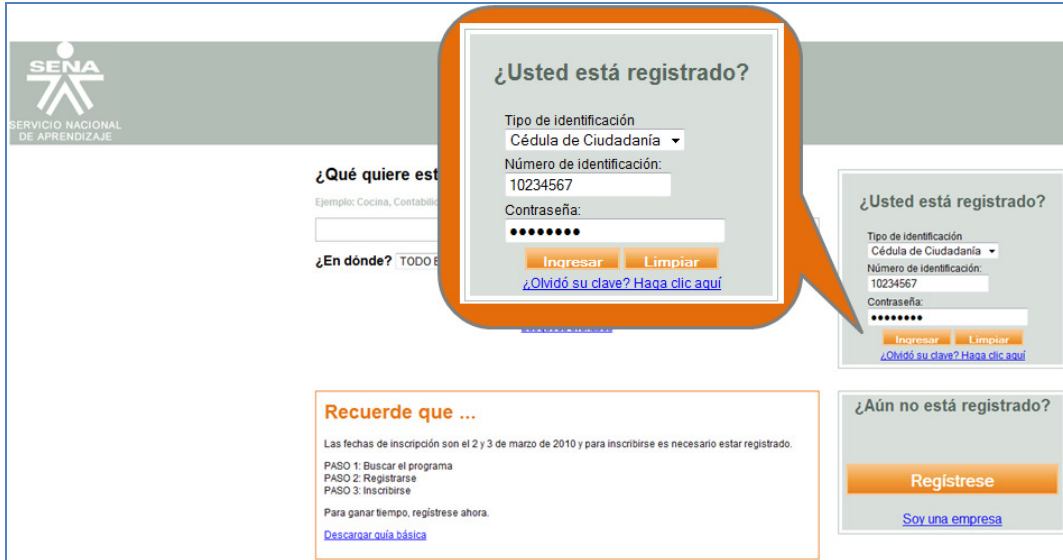 SENA
SERVICIO NACIONAL
DE APRENDIZAJE
¿Usted está registrado?
Tipo de identificación
Cédula de Ciudadanía
Número de identificación:
10234567
Contraseña:
••••••••
Ingresar Limpiar
¿Olvidó su clave? Haga clic aquí
¿Qué quiere
Ejemplo: Cocina,
¿En dónde? TODO
¿Usted está registrado?
Tipo de identificación
Cédula de Ciudadanía
Número de identificación:
10234567
Contraseña:
••••••••
Ingresar Limpiar
¿Olvidó su clave? Haga clic aquí
Recuerde que ...
Las fechas de inscripción son el 2 y 3 de marzo de 2010 y para inscribirse es necesario estar registrado.
PASO 1: Buscar el programa
PASO 2: Registrarse
PASO 3: Inscribirse
Para ganar tiempo, regístrese ahora.
Descargar guía básica
¿Aún no está registrado?
Regístrese
Soy una empresa